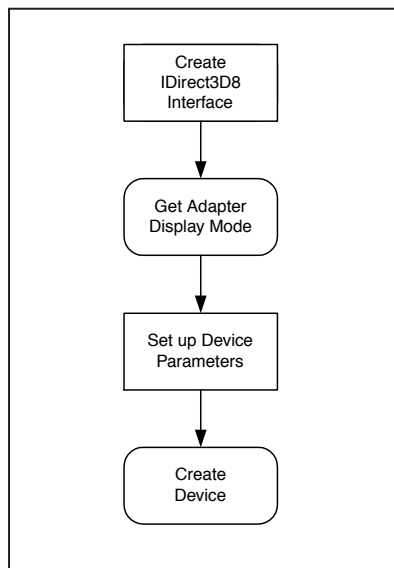 Create
IDirect3D8
Interface
Get Adapter
Display Mode
Set up Device
Parameters
Create
Device